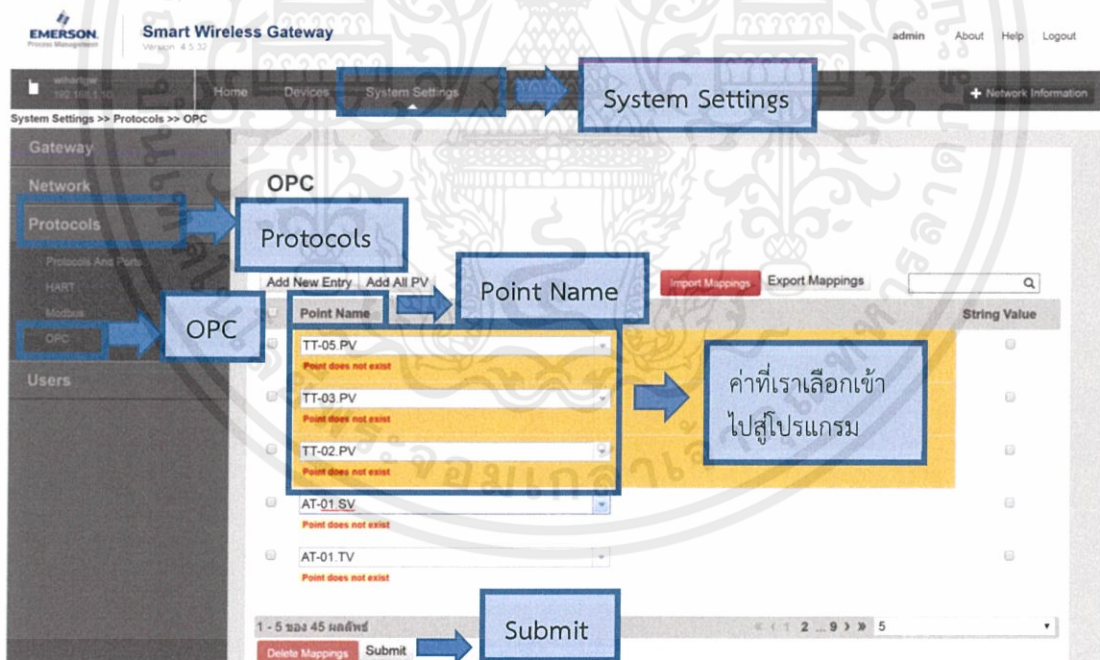 EMERSON.
Process Management
Smart Wireless Gateway
Version 4.5.32
admin About Help Logout
wihartgw
192.168.1.10
Home Devices System Settings
System Settings
+ Network Information
System Settings >> Protocols >> OPC
Gateway
Network
Protocols
Protocols And Ports
HART
Modbus
OPC
Users
Protocols
OPC
OPC
Add New Entry Add All PV
Point Name
Import Mappings Export Mappings
Point Name
String Value
TT-05.PV
Point does not exist
TT-03.PV
Point does not exist
TT-02.PV
Point does not exist
AT-01.SV
Point does not exist
AT-01.TV
Point does not exist
ค่าที่เราเลือกเข้า
ไปสู่โปรแกรม
1 - 5 ของ 45 ผลลัพธ์
« ‹ 1 2 ... 9 › » 5
Delete Mappings Submit
Submit